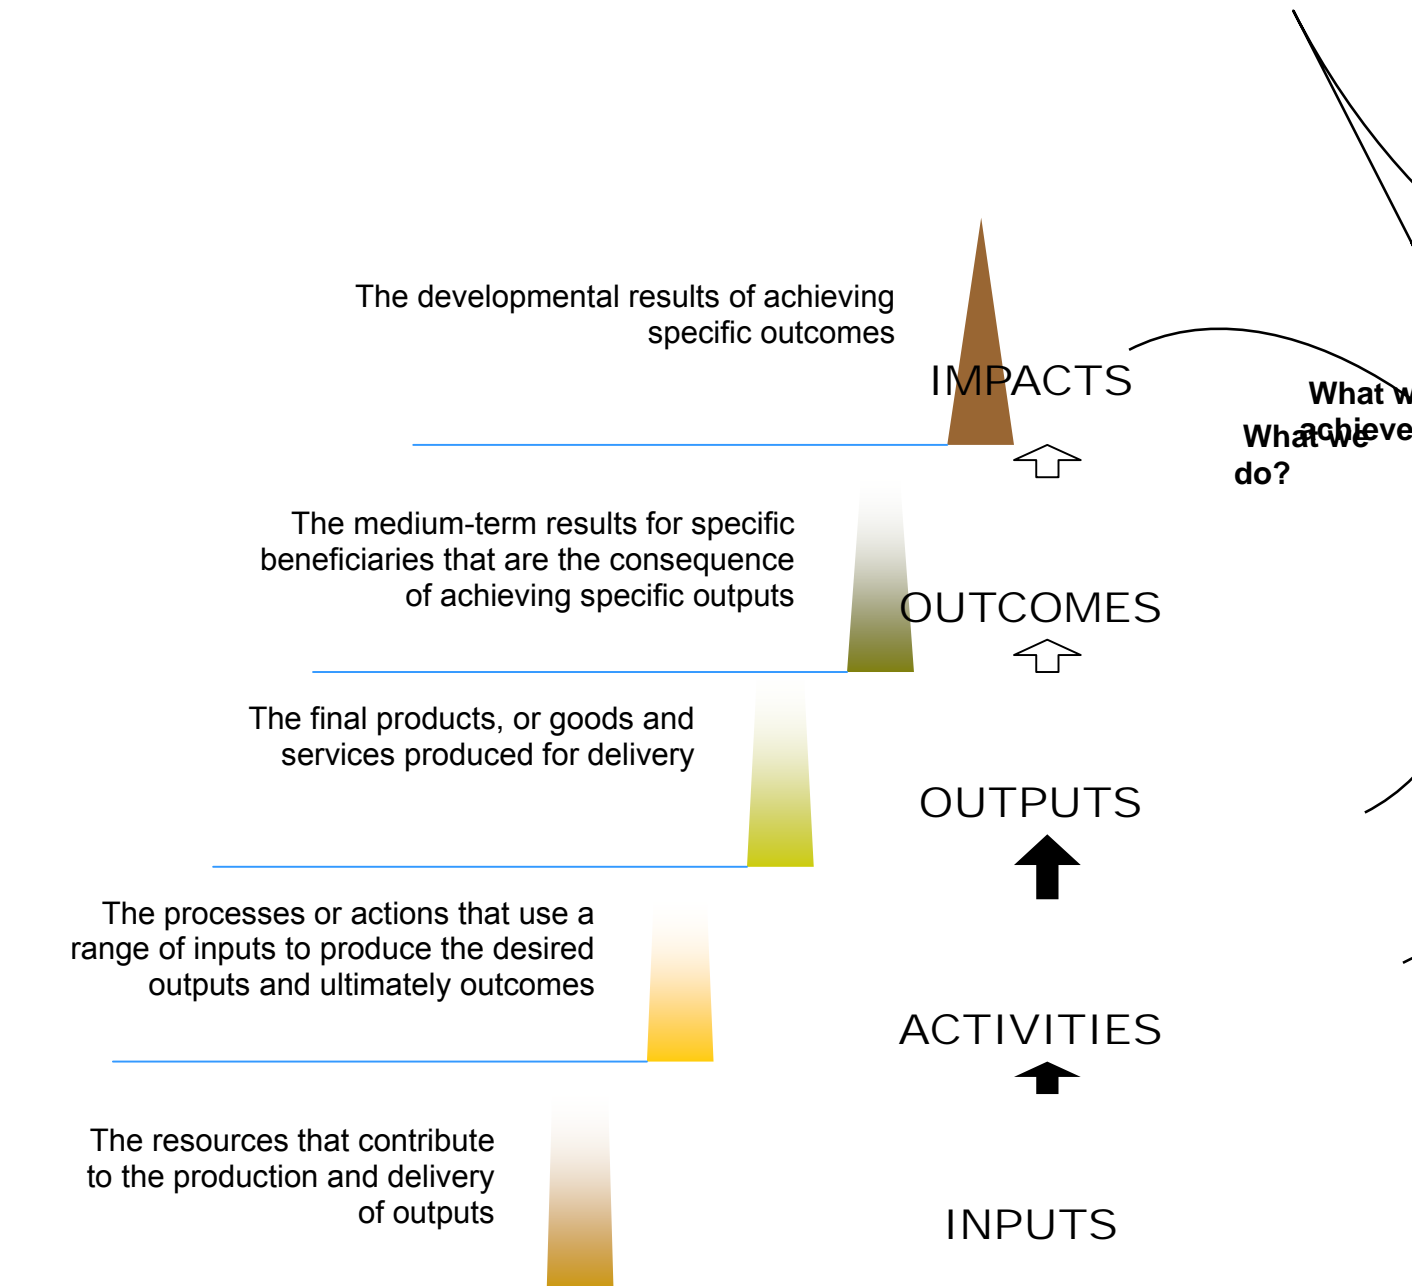 The developmental results of achieving
specific outcomes
IMPACTS
What w
achieve
What we
do?
The medium-term results for specific
beneficiaries that are the consequence
of achieving specific outputs
OUTCOMES
The final products, or goods and
services produced for delivery
OUTPUTS
The processes or actions that use a
range of inputs to produce the desired
outputs and ultimately outcomes
ACTIVITIES
The resources that contribute
to the production and delivery
of outputs
INPUTS